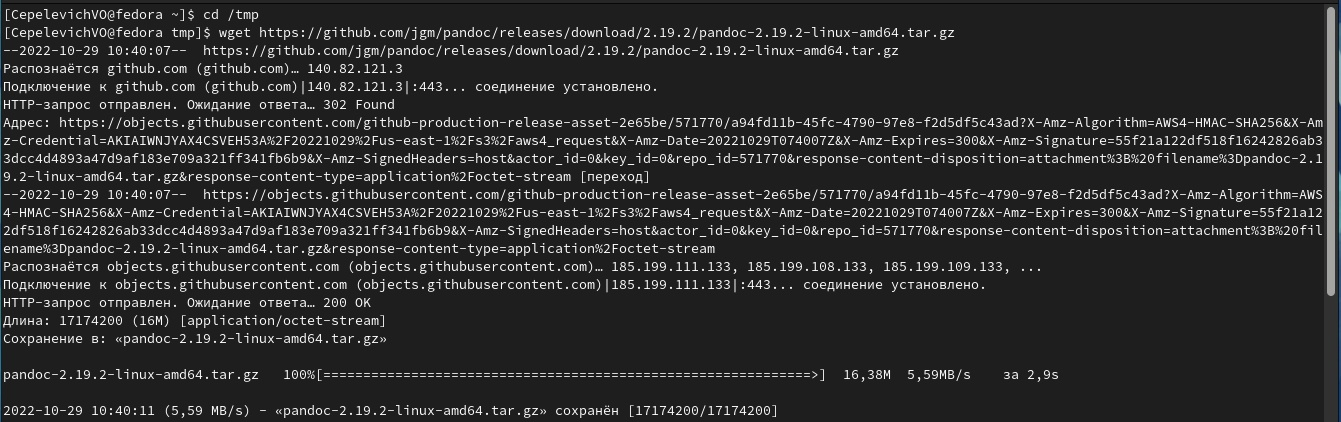 [CepelevichVO@fedora ~]$ cd /tmp
[CepelevichVO@fedora tmp]$ wget https://github.com/jgm/pandoc/releases/download/2.19.2/pandoc-2.19.2-linux-amd64.tar.gz
--2022-10-29 10:40:07--  https://github.com/jgm/pandoc/releases/download/2.19.2/pandoc-2.19.2-linux-amd64.tar.gz
Распознаётся github.com (github.com)… 140.82.121.3
Подключение к github.com (github.com)|140.82.121.3|:443... соединение установлено.
HTTP-запрос отправлен. Ожидание ответа… 302 Found
Адрес: https://objects.githubusercontent.com/github-production-release-asset-2e65be/571770/a94fd11b-45fc-4790-97e8-f2d5df5c43ad?X-Amz-Algorithm=AWS4-HMAC-SHA256&X-Am
z-Credential=AKIAIWNJYAX4CSVEH53A%2F20221029%2Fus-east-1%2Fs3%2Faws4_request&X-Amz-Date=20221029T074007Z&X-Amz-Expires=300&X-Amz-Signature=55f21a122df518f16242826ab3
3dcc4d4893a47d9af183e709a321ff341fb6b9&X-Amz-SignedHeaders=host&actor_id=0&key_id=0&repo_id=571770&response-content-disposition=attachment%3B%20filename%3Dpandoc-2.1
9.2-linux-amd64.tar.gz&response-content-type=application%2Foctet-stream [переход]
--2022-10-29 10:40:07--  https://objects.githubusercontent.com/github-production-release-asset-2e65be/571770/a94fd11b-45fc-4790-97e8-f2d5df5c43ad?X-Amz-Algorithm=AWS
4-HMAC-SHA256&X-Amz-Credential=AKIAIWNJYAX4CSVEH53A%2F20221029%2Fus-east-1%2Fs3%2Faws4_request&X-Amz-Date=20221029T074007Z&X-Amz-Expires=300&X-Amz-Signature=55f21a12
2df518f16242826ab33dcc4d4893a47d9af183e709a321ff341fb6b9&X-Amz-SignedHeaders=host&actor_id=0&key_id=0&repo_id=571770&response-content-disposition=attachment%3B%20fil
ename%3Dpandoc-2.19.2-linux-amd64.tar.gz&response-content-type=application%2Foctet-stream
Распознаётся objects.githubusercontent.com (objects.githubusercontent.com)… 185.199.111.133, 185.199.108.133, 185.199.109.133, ...
Подключение к objects.githubusercontent.com (objects.githubusercontent.com)|185.199.111.133|:443... соединение установлено.
HTTP-запрос отправлен. Ожидание ответа… 200 OK
Длина: 17174200 (16M) [application/octet-stream]
Сохранение в: «pandoc-2.19.2-linux-amd64.tar.gz»
pandoc-2.19.2-linux-amd64.tar.gz   100%[=============================================================>]  16,38M  5,59MB/s    за 2,9s
2022-10-29 10:40:11 (5,59 MB/s) - «pandoc-2.19.2-linux-amd64.tar.gz» сохранён [17174200/17174200]